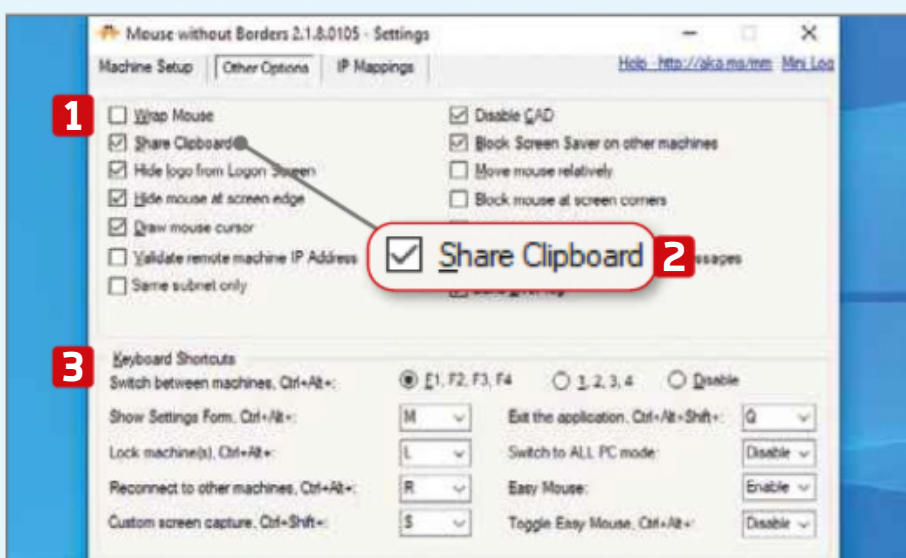 Mouse without Borders 2.1.8.0105 - Settings
Machine Setup Other Options IP Mappings Help http://aka.ms/mm Mini Log
1
Wrap Mouse Disable CAD
Share Clipboard Block Screen Saver on other machines
Hide logo from Logon Screen Move mouse relatively
Hide mouse at screen edge Block mouse at screen corners
Draw mouse cursor
Validate remote machine IP Address
Share Clipboard 2
Same subnet only
3
Keyboard Shortcuts
Switch between machines, Ctrl+Alt+: F1, F2, F3, F4 1, 2, 3, 4 Disable
Show Settings Form, Ctrl+Alt+: M Exit the application, Ctrl+Alt+Shift+: Q
Lock machine(s), Ctrl+Alt+: L Switch to ALL PC mode: Disable
Reconnect to other machines, Ctrl+Alt+: R Easy Mouse: Enable
Custom screen capture, Ctrl+Shift+: S Toggle Easy Mouse, Ctrl+Alt+: Disable